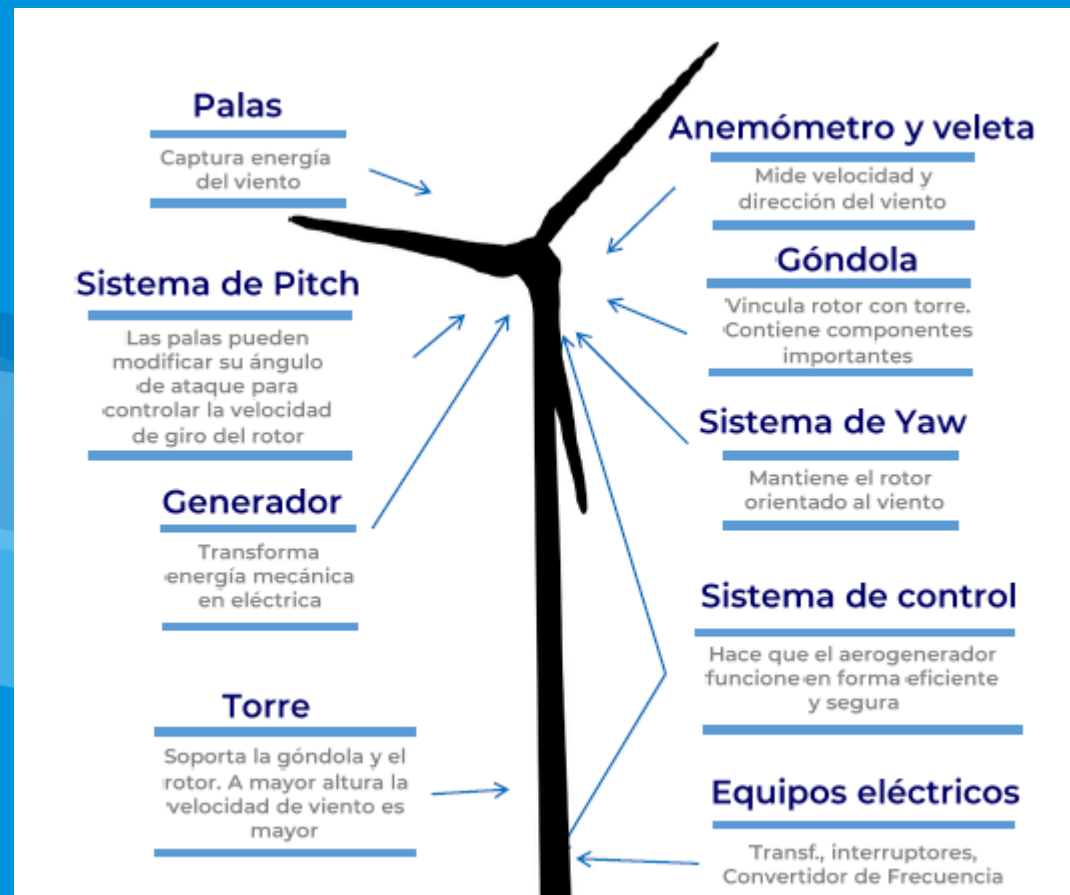 Palas
Captura energía
del viento
Sistema de Pitch
Las palas pueden
modificar su ángulo
de ataque para
controlar la velocidad
de giro del rotor
Generador
Transforma
energía mecánica
en eléctrica
Torre
Soporta la góndola y el
rotor. A mayor altura la
velocidad de viento es
mayor
Anemómetro y veleta
Mide velocidad y
dirección del viento
Góndola
Vincula rotor con torre.
Contiene componentes
importantes
Sistema de Yaw
Mantiene el rotor
orientado al viento
Sistema de control
Hace que el aerogenerador
funcione en forma eficiente
y segura
Equipos eléctricos
Transf., interruptores,
Convertidor de Frecuencia